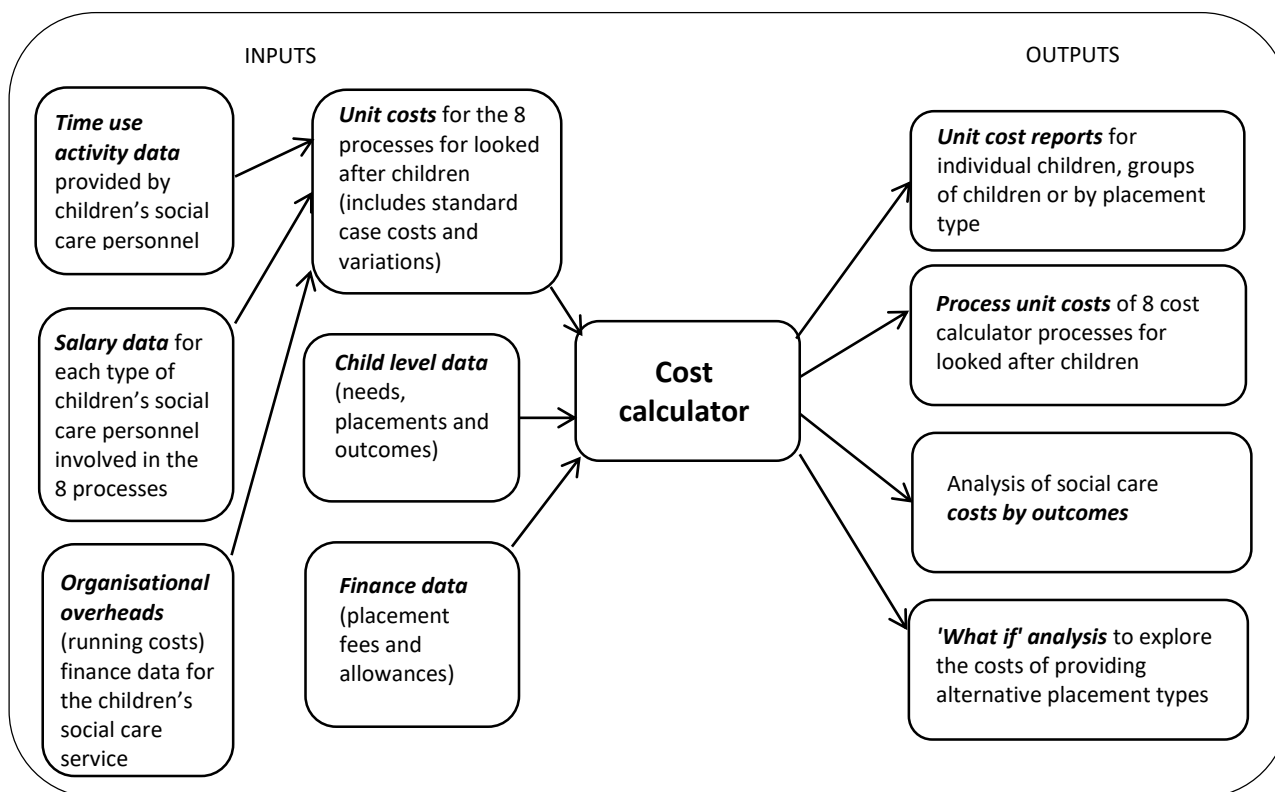 INPUTS
OUTPUTS
Time use
activity data
provided by
children’s social
care personnel
Unit costs for the 8
processes for looked
after children
(includes standard
case costs and
variations)
Salary data for
each type of
children’s social
care personnel
involved in the
8 processes
Child level data
(needs,
placements and
outcomes)
Organisational
overheads
(running costs)
finance data for
the children’s
social care
service
Finance data
(placement
fees and
allowances)
Cost
calculator
Unit cost reports for
individual children, groups
of children or by placement
type
Process unit costs of 8 cost
calculator processes for
looked after children
Analysis of social care
costs by outcomes
'What if' analysis to explore
the costs of providing
alternative placement types